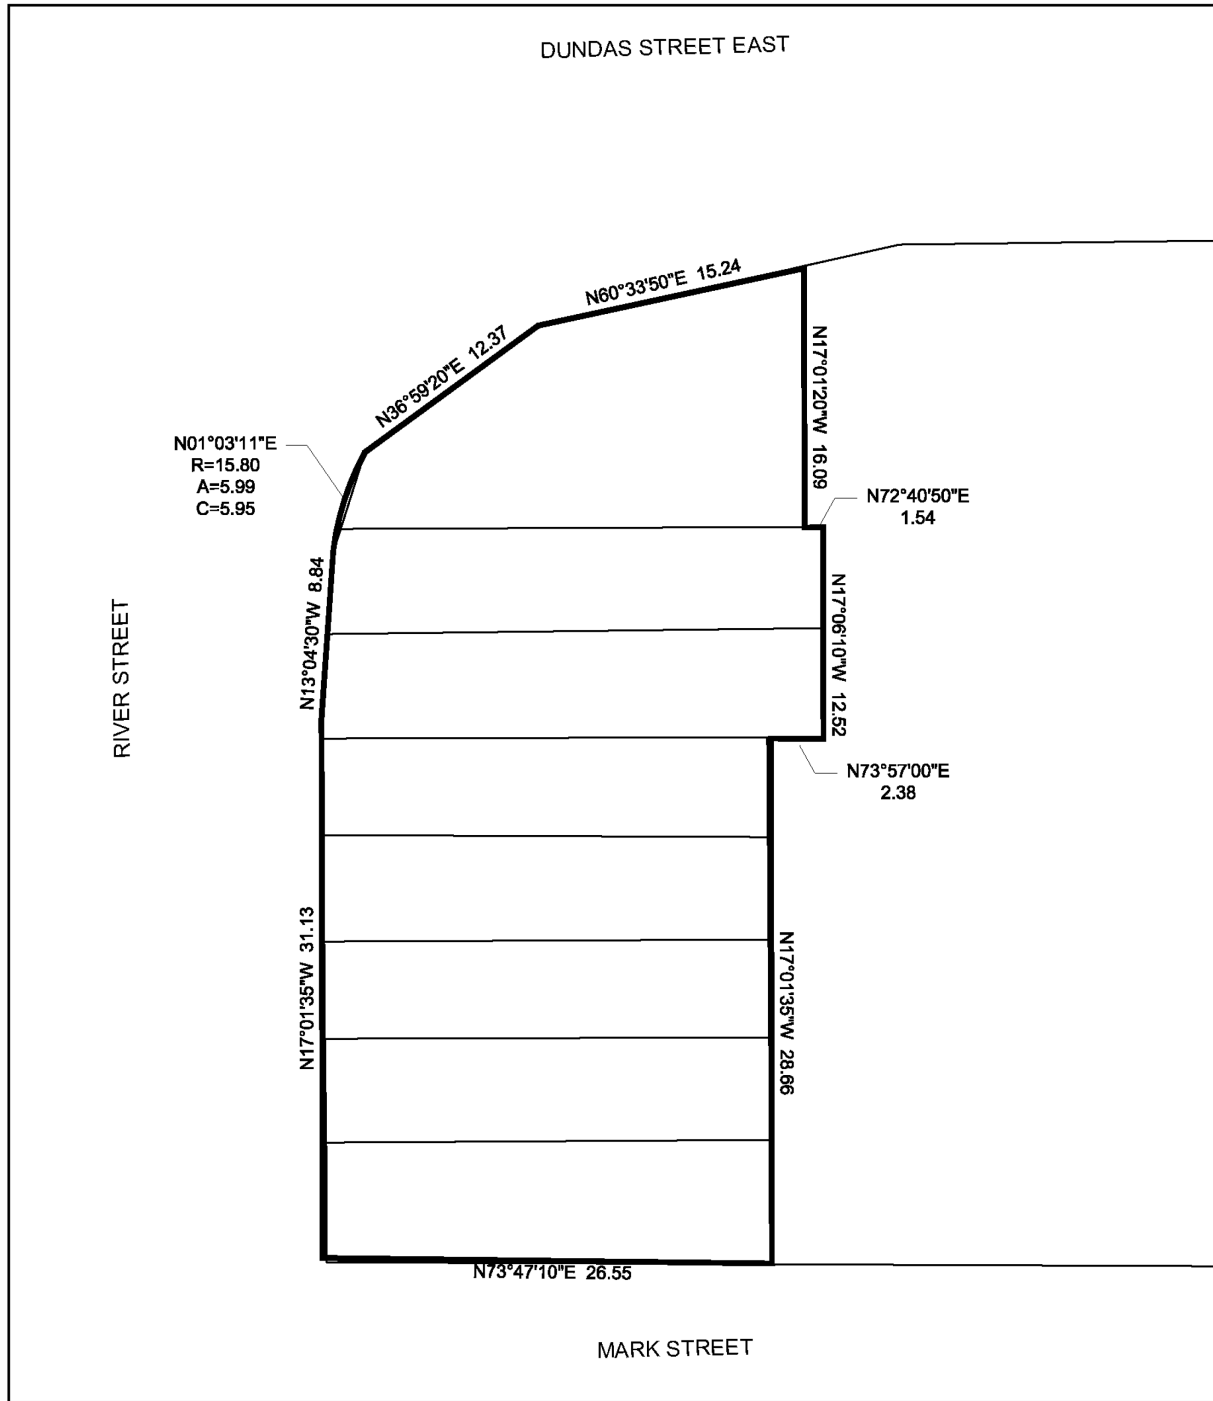 DUNDAS STREET EAST
N60°33'50"E 15.24
N36°59'20"E 12.37
N17°01'20"W 16.09
N01°03'11"E
R=15.80
A=5.99
C=5.95
N72°40'50"E
1.54
N13°04'30"W 8.84
N17°06'10"W 12.52
RIVER STREET
N73°57'00"E
2.38
N17°01'35"W 31.13
N17°01'35"W 28.66
N73°47'10"E 26.55
MARK STREET